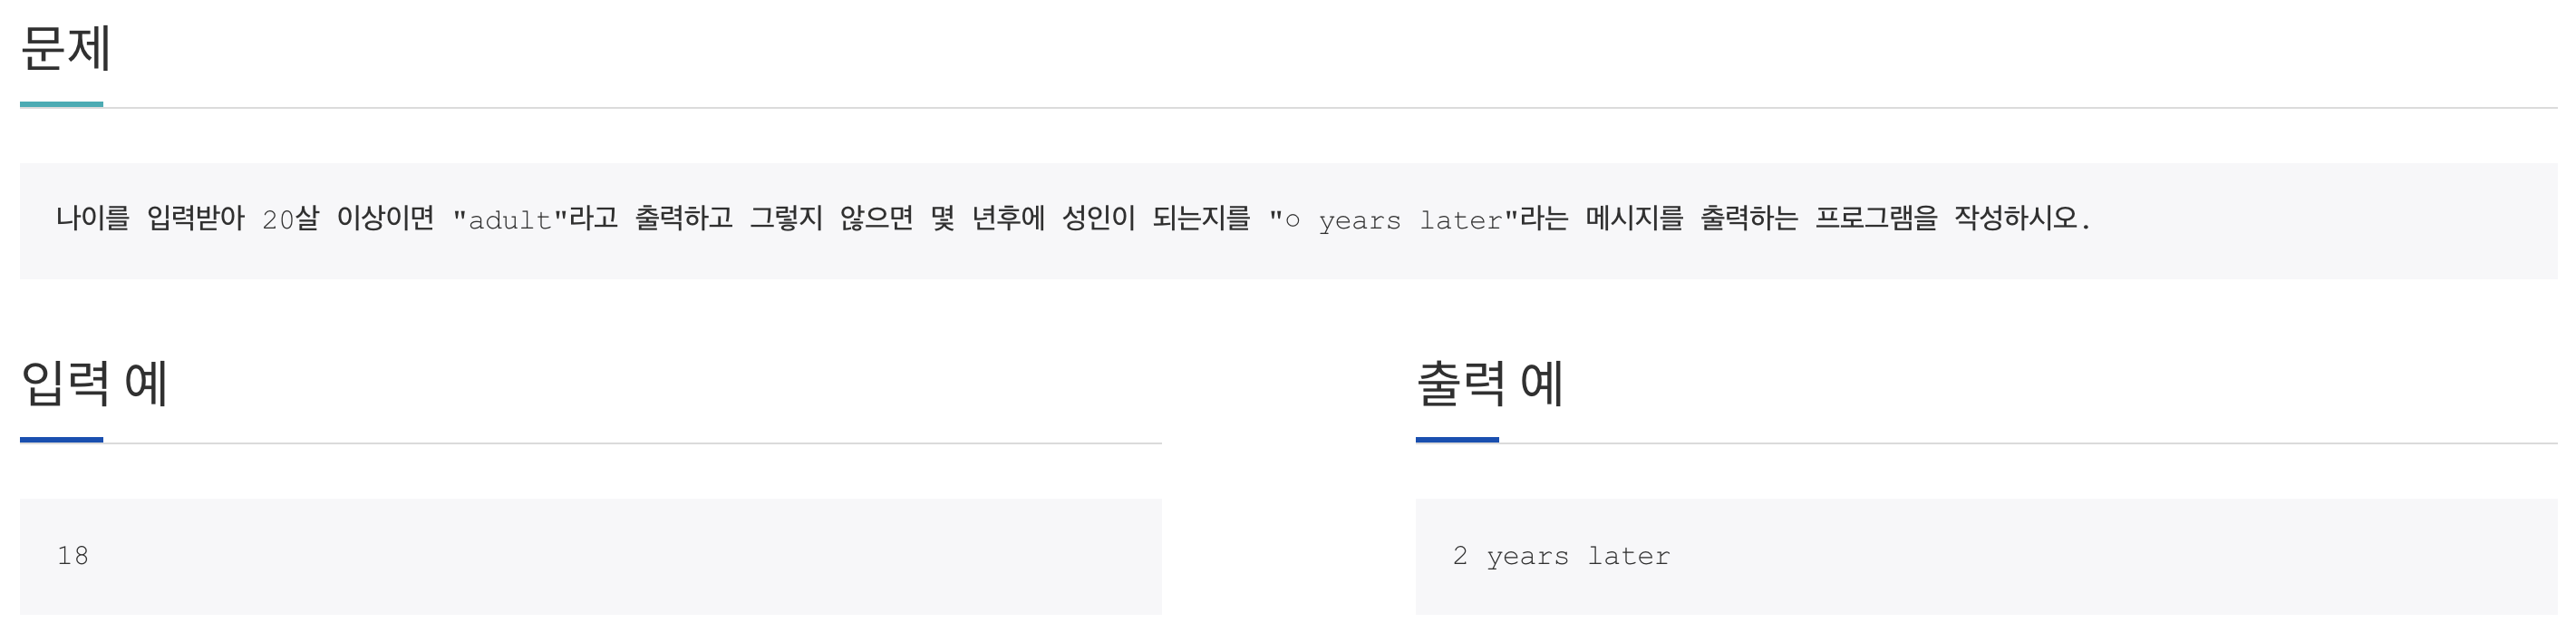 문제
나이를 입력받아 20살 이상이면 "adult"라고 출력하고 그렇지 않으면 몇 년후에 성인이 되는지를 "○ years later"라는 메시지를 출력하는 프로그램을 작성하시오.
입력 예
18
출력 예
2 years later